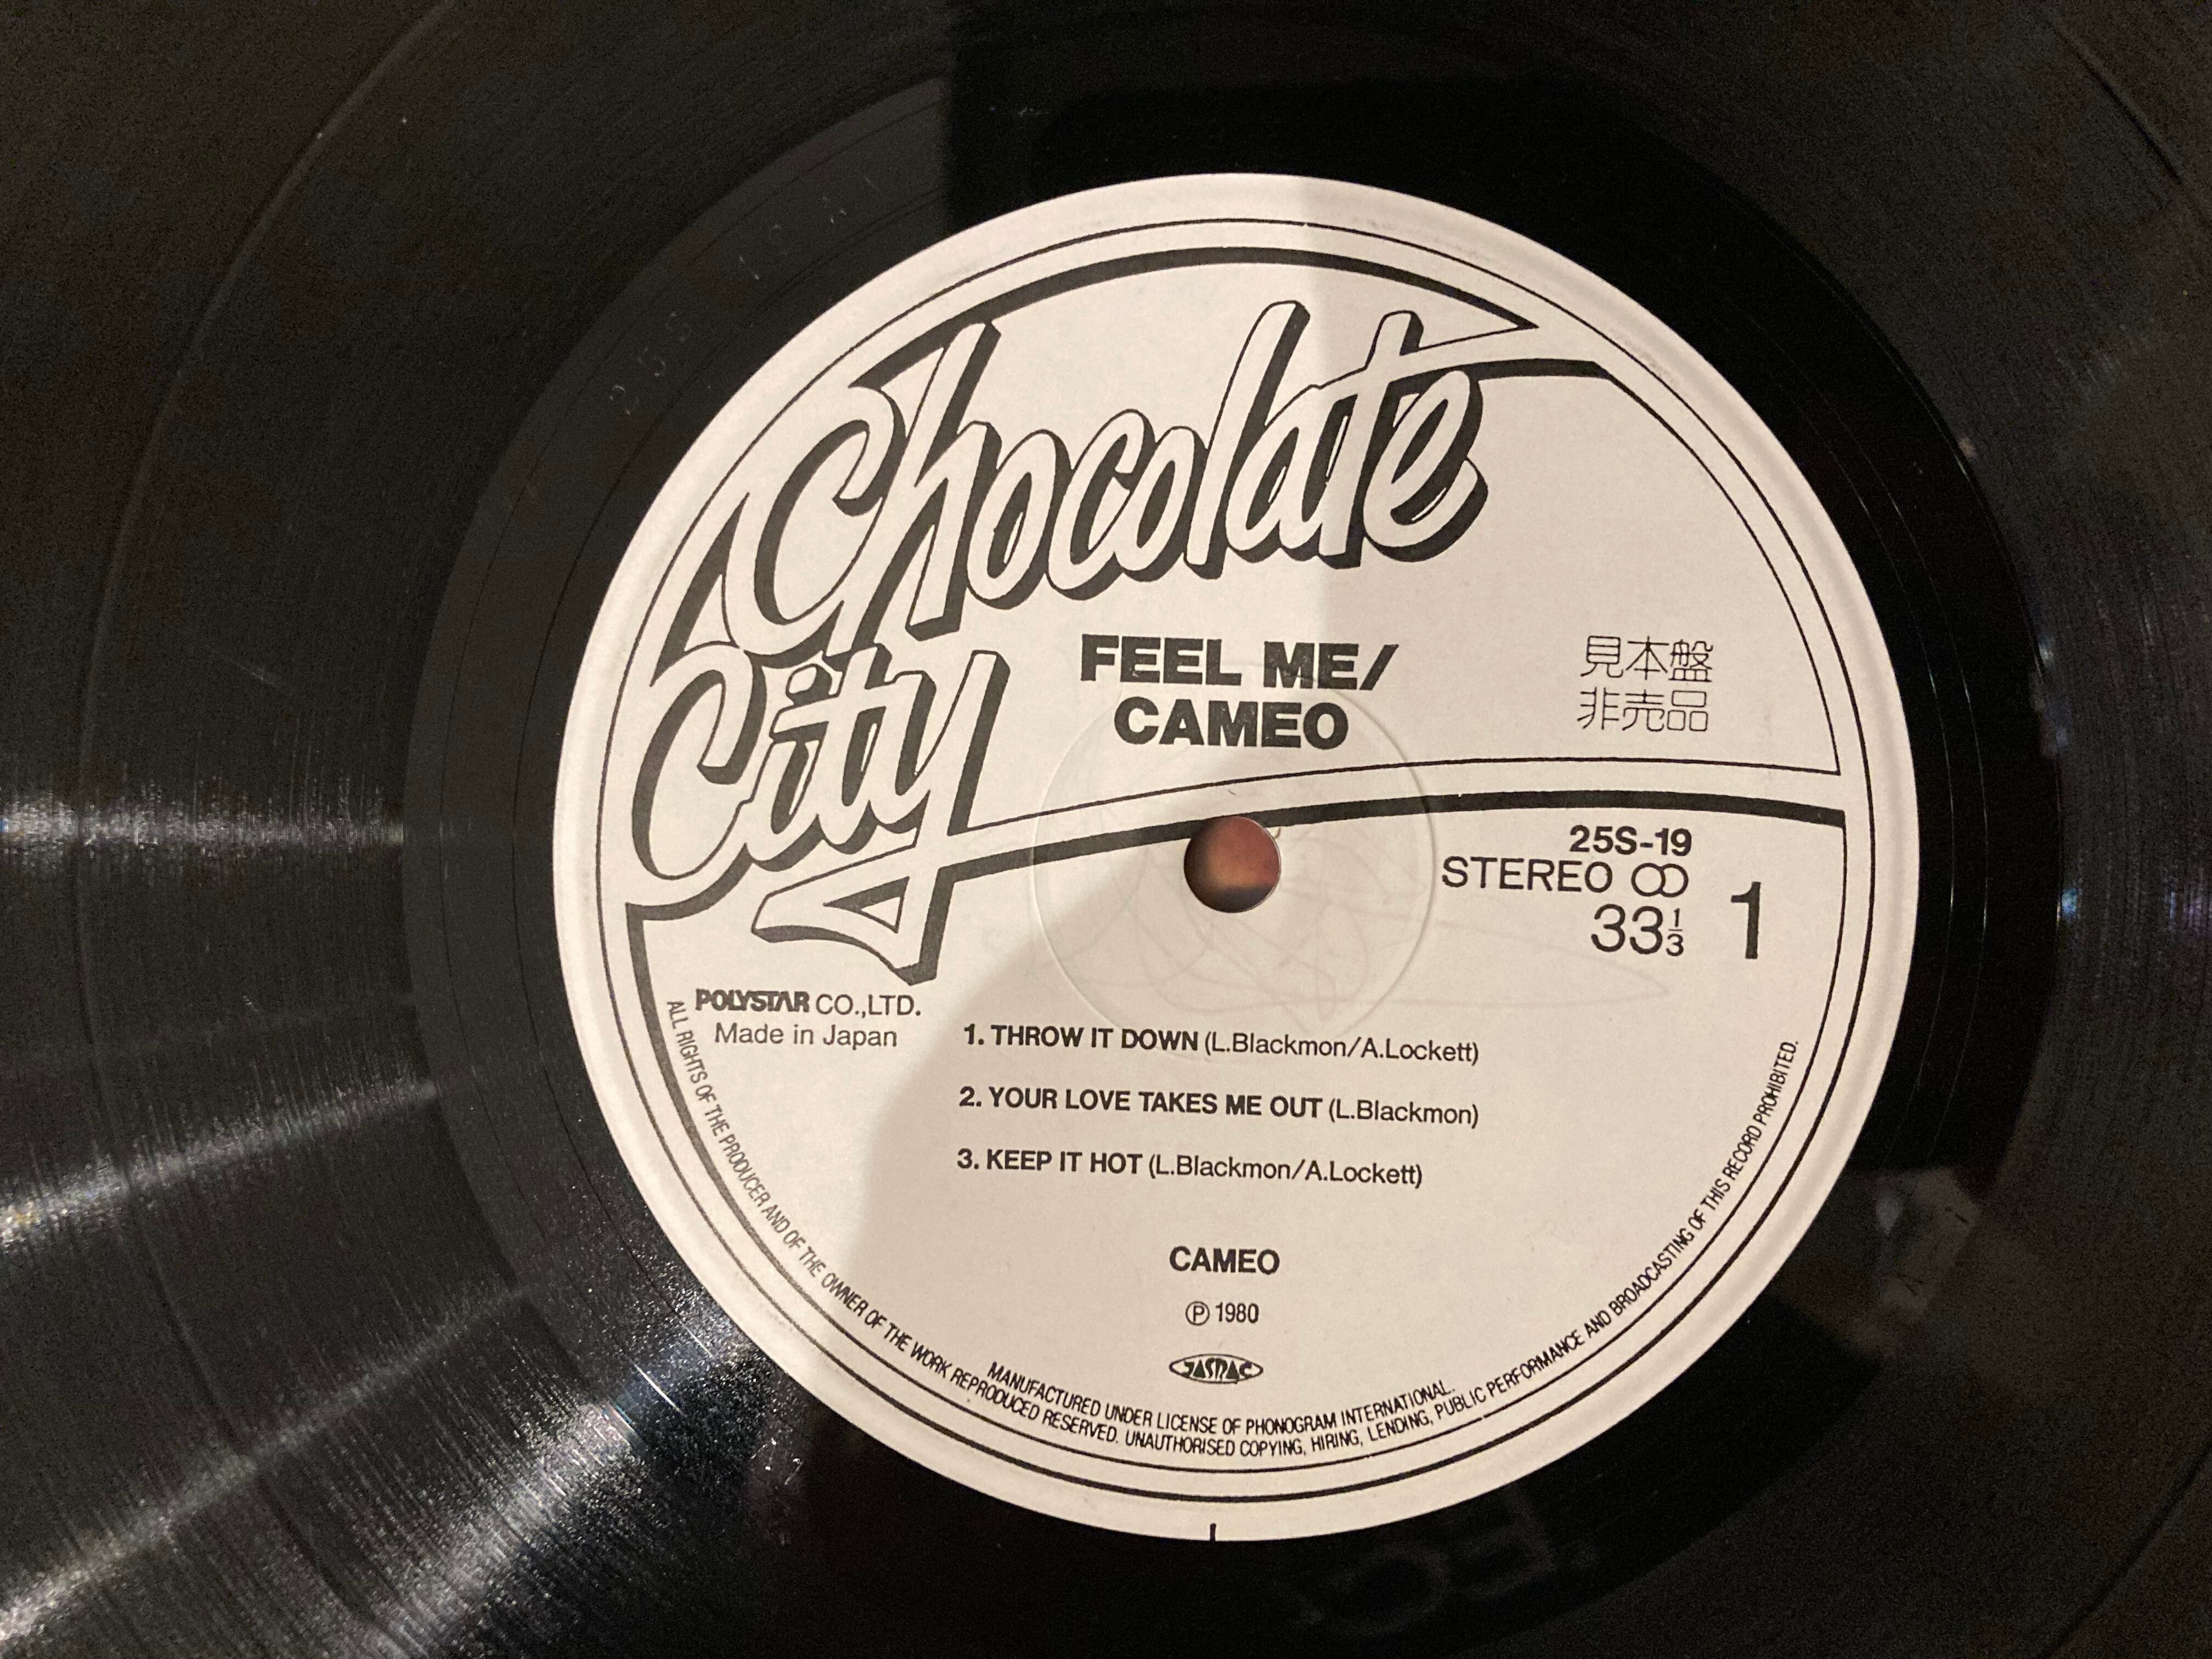 Chocolate
City
FEEL ME/
CAMEO
見本盤
非売品
25S-19
STEREO
33 1/3
1
POLYSTAR CO.,LTD.
Made in Japan
1. THROW IT DOWN (L.Blackmon/A.Lockett)
2. YOUR LOVE TAKES ME OUT (L.Blackmon)
3. KEEP IT HOT (L.Blackmon/A.Lockett)
CAMEO
Ⓟ 1980
JASRAC
MANUFACTURED UNDER LICENSE OF PHONOGRAM INTERNATIONAL.
ALL RIGHTS OF THE PRODUCER AND OF THE OWNER OF THE WORK REPRODUCED RESERVED. UNAUTHORISED COPYING, HIRING, LENDING, PUBLIC PERFORMANCE AND BROADCASTING OF THIS RECORD PROHIBITED.